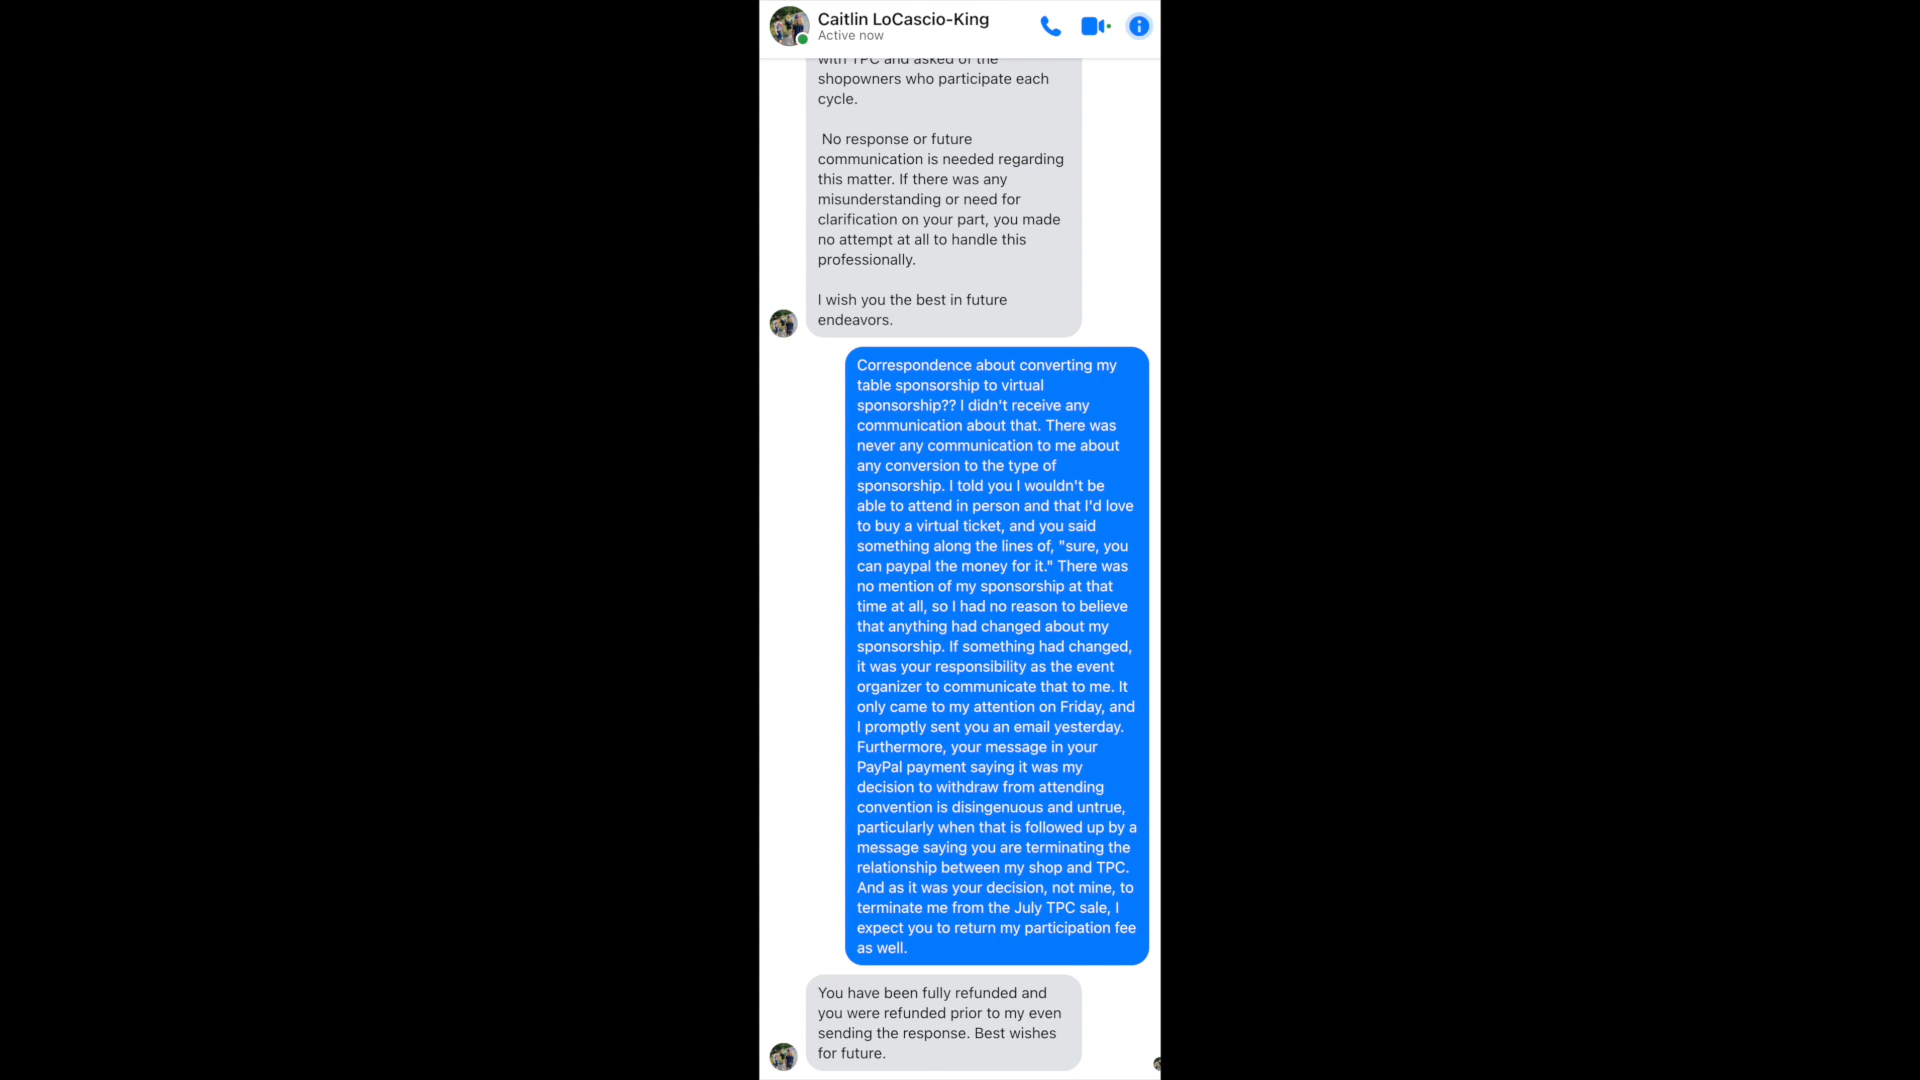 Caitlin LoCascio-King
Active now
with TPC and asked of the
shopowners who participate each
cycle.
No response or future
communication is needed regarding
this matter. If there was any
misunderstanding or need for
clarification on your part, you made
no attempt at all to handle this
professionally.
I wish you the best in future
endeavors.
Correspondence about converting my
table sponsorship to virtual
sponsorship?? I didn't receive any
communication about that. There was
never any communication to me about
any conversion to the type of
sponsorship. I told you I wouldn't be
able to attend in person and that I'd love
to buy a virtual ticket, and you said
something along the lines of, "sure, you
can paypal the money for it." There was
no mention of my sponsorship at that
time at all, so I had no reason to believe
that anything had changed about my
sponsorship. If something had changed,
it was your responsibility as the event
organizer to communicate that to me. It
only came to my attention on Friday, and
I promptly sent you an email yesterday.
Furthermore, your message in your
PayPal payment saying it was my
decision to withdraw from attending
convention is disingenuous and untrue,
particularly when that is followed up by a
message saying you are terminating the
relationship between my shop and TPC.
And as it was your decision, not mine, to
terminate me from the July TPC sale, I
expect you to return my participation fee
as well.
You have been fully refunded and
you were refunded prior to my even
sending the response. Best wishes
for future.